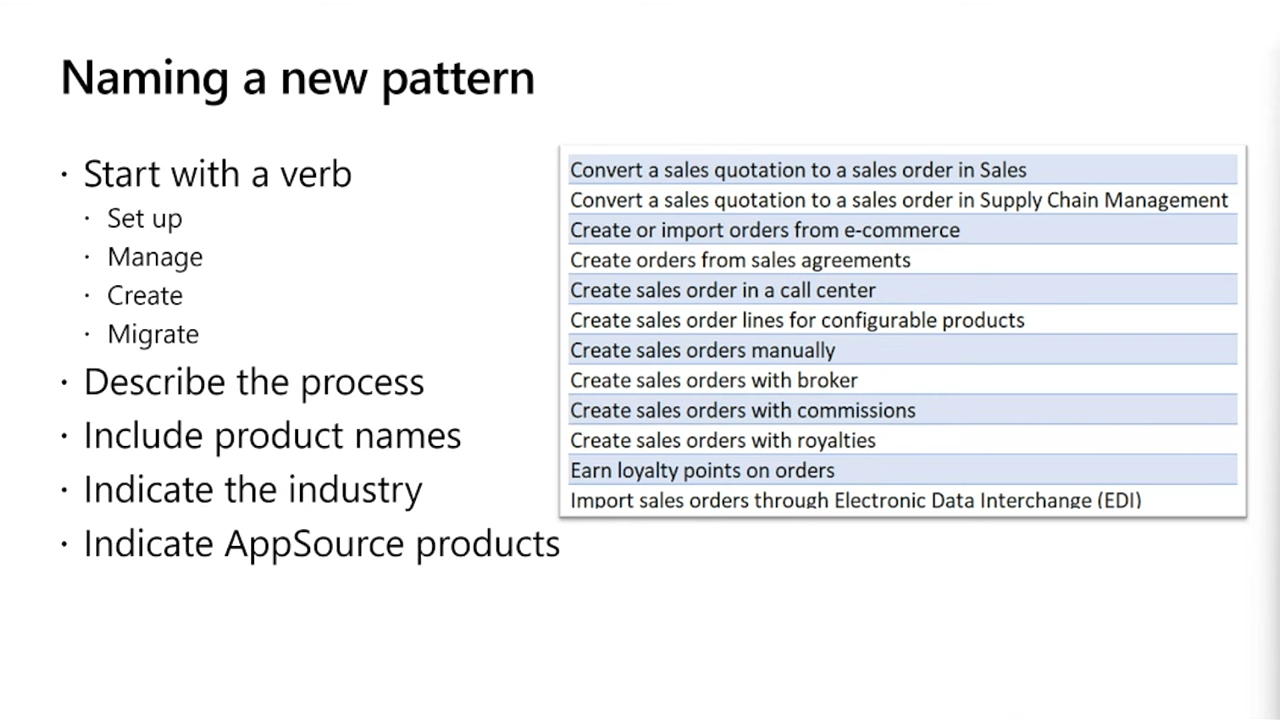 Naming a new pattern
· Start with a verb
· Set up
· Manage
· Create
· Migrate
· Describe the process
· Include product names
· Indicate the industry
· Indicate AppSource products
Convert a sales quotation to a sales order in Sales
Convert a sales quotation to a sales order in Supply Chain Management
Create or import orders from e-commerce
Create orders from sales agreements
Create sales order in a call center
Create sales order lines for configurable products
Create sales orders manually
Create sales orders with broker
Create sales orders with commissions
Create sales orders with royalties
Earn loyalty points on orders
Import sales orders through Electronic Data Interchange (EDI)